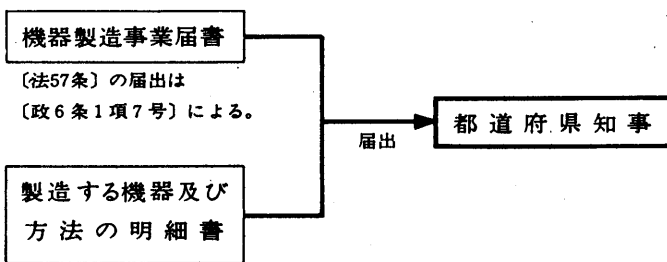 機器製造事業届書
〔法57条〕の届出は
〔政6条1項7号〕による。
届出
都道府県知事
製造する機器及び
方法の明細書